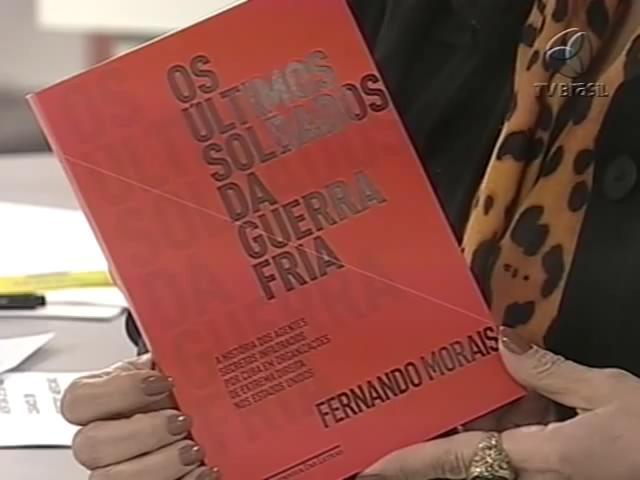 TV Brasil
OS
ÚLTIMOS
SOLDADOS
DA
GUERRA
FRIA
A HISTÓRIA DOS AGENTES
SECRETOS INFILTRADOS
POR CUBA EM ORGANIZAÇÕES
DE EXTREMA DIREITA
NOS ESTADOS UNIDOS
FERNANDO MORAIS